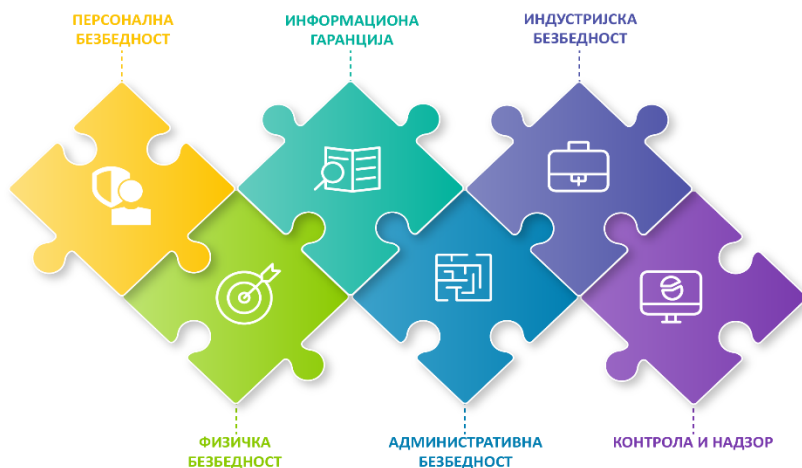 ПЕРСОНАЛНА
БЕЗБЕДНОСТ
ИНФОРМАЦИОНА
ГАРАНЦИЈА
ИНДУСТРИЈСКА
БЕЗБЕДНОСТ
ФИЗИЧКА
БЕЗБЕДНОСТ
АДМИНИСТРАТИВНА
БЕЗБЕДНОСТ
КОНТРОЛА И НАДЗОР